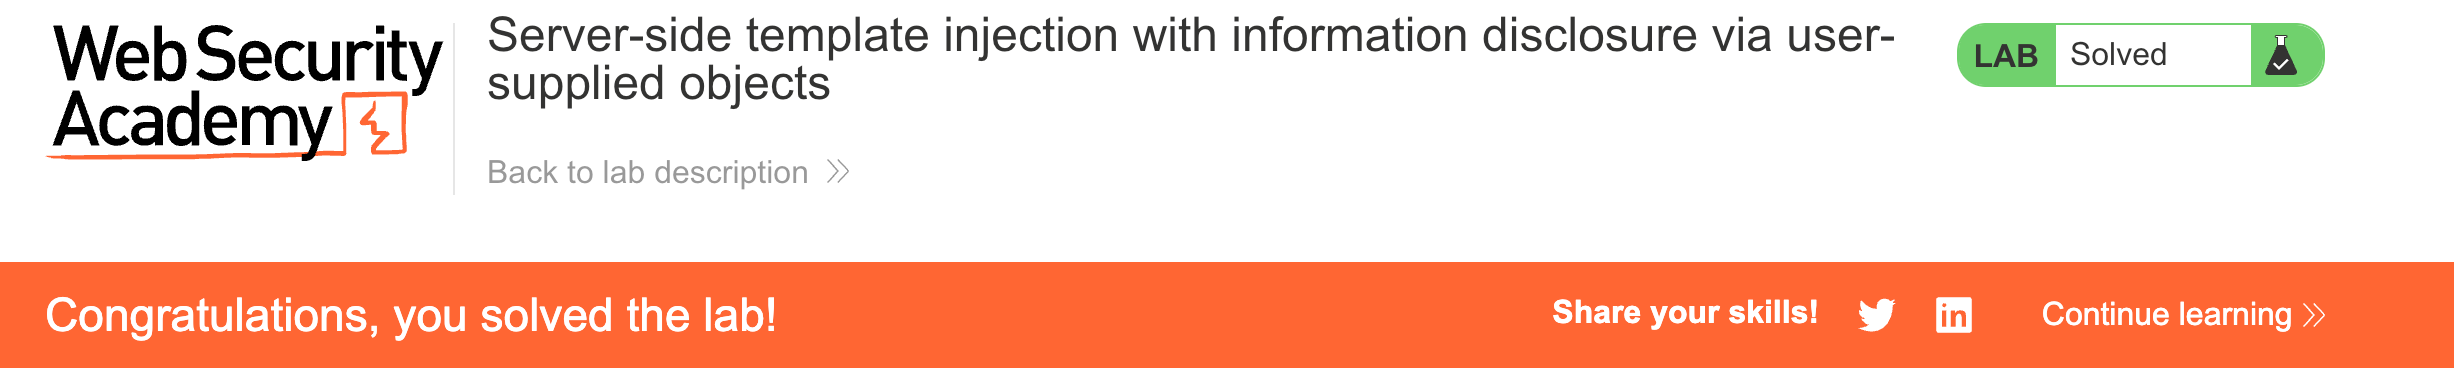 Web Security
Academy
Server-side template injection with information disclosure via user-
supplied objects
Back to lab description
LAB Solved
Congratulations, you solved the lab!
Share your skills!
Continue learning